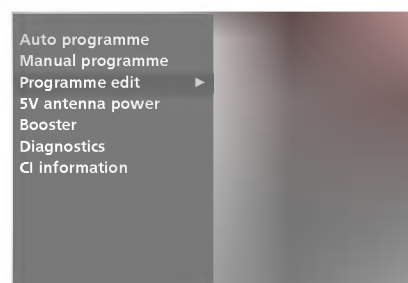 Auto programme
Manual programme
Programme edit ►
5V antenna power
Booster
Diagnostics
CI information